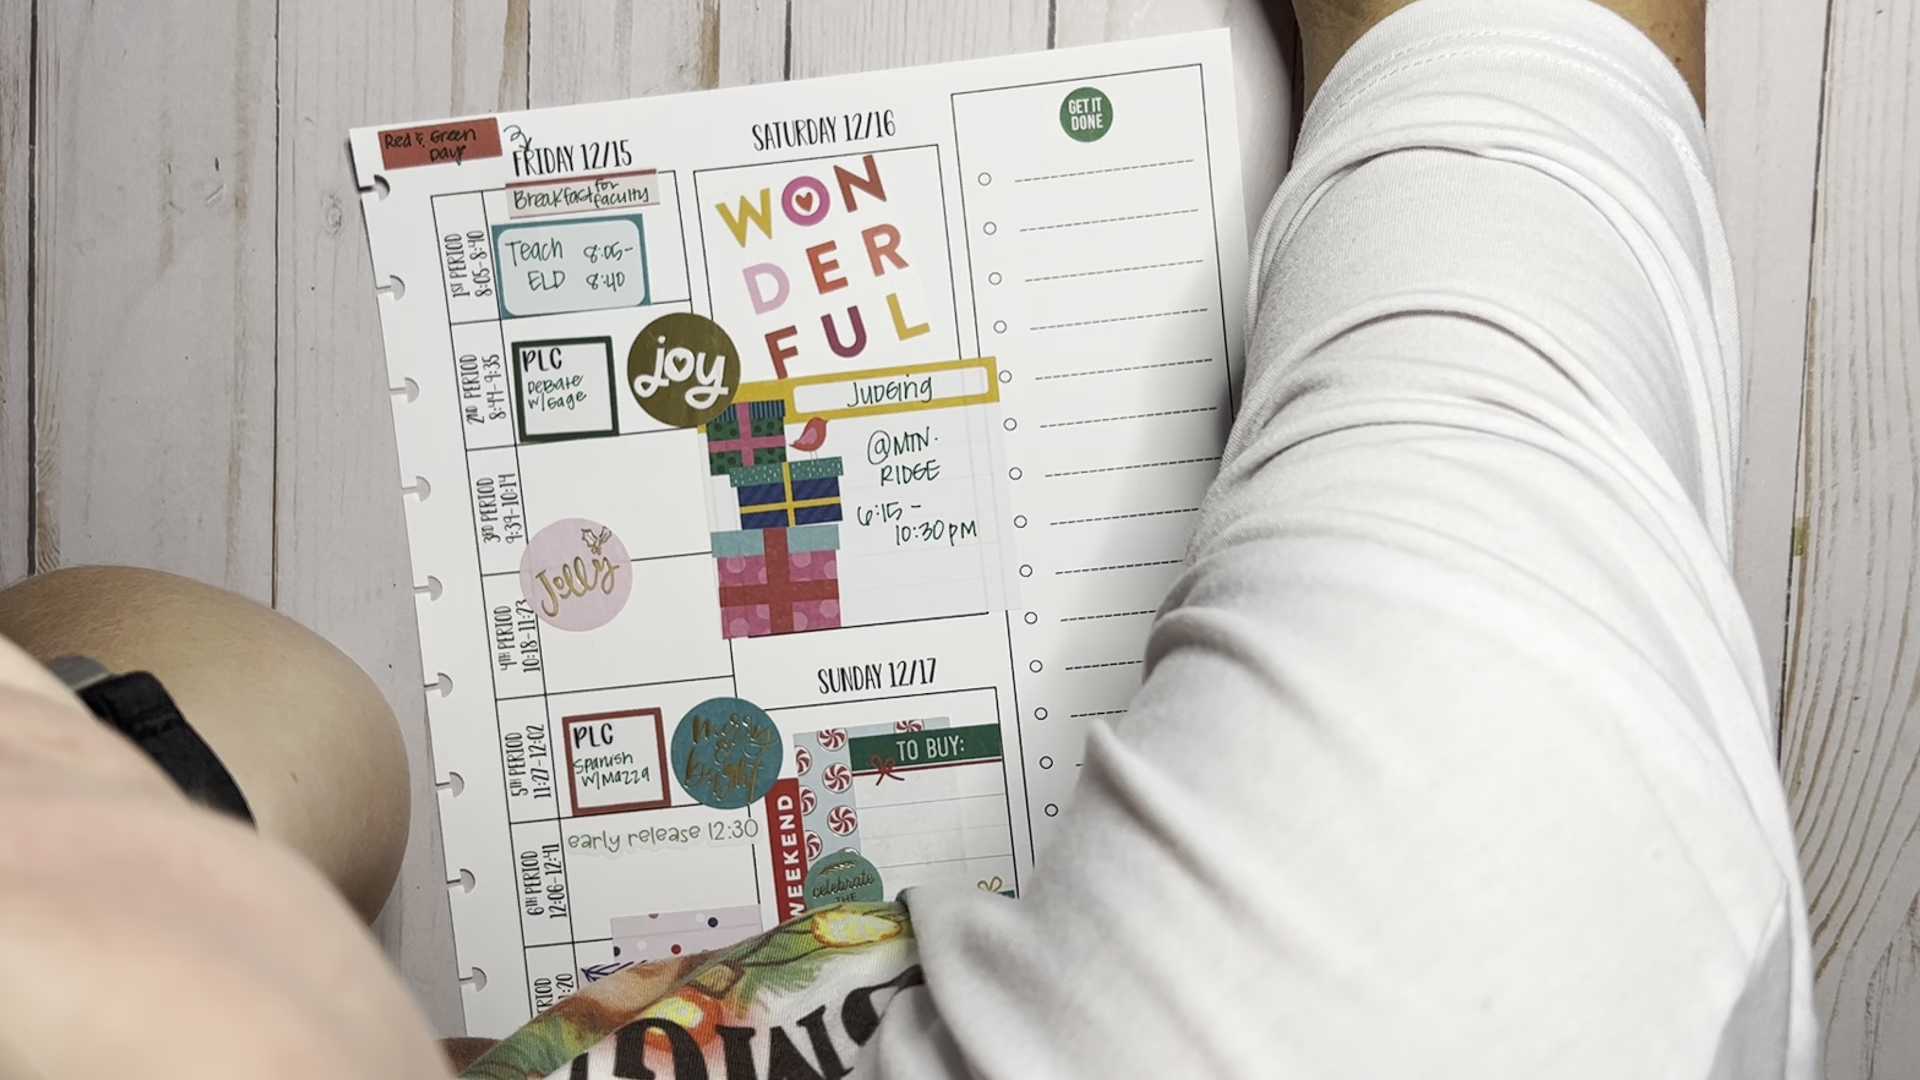 Red & Green
Day
FRIDAY 12/15
Breakfast for
faculty
1ST PERIOD
8:05-8:40
Teach 8:05-
ELD 8:40
2ND PERIOD
8:44-9:35
PLC
Debate
w/Sage
joy
3RD PERIOD
9:39-10:14
Jolly
4TH PERIOD
10:18-11:23
5TH PERIOD
11:27-12:02
PLC
Spanish
w/Mazza
merry
&
bright
6TH PERIOD
12:06-12:41
early release 12:30
SATURDAY 12/16
WON
DER
FUL
Judging
@MTN.
RIDGE
6:15 -
10:30pm
SUNDAY 12/17
TO BUY:
WEEKEND
celebrate
THE
GET IT
DONE